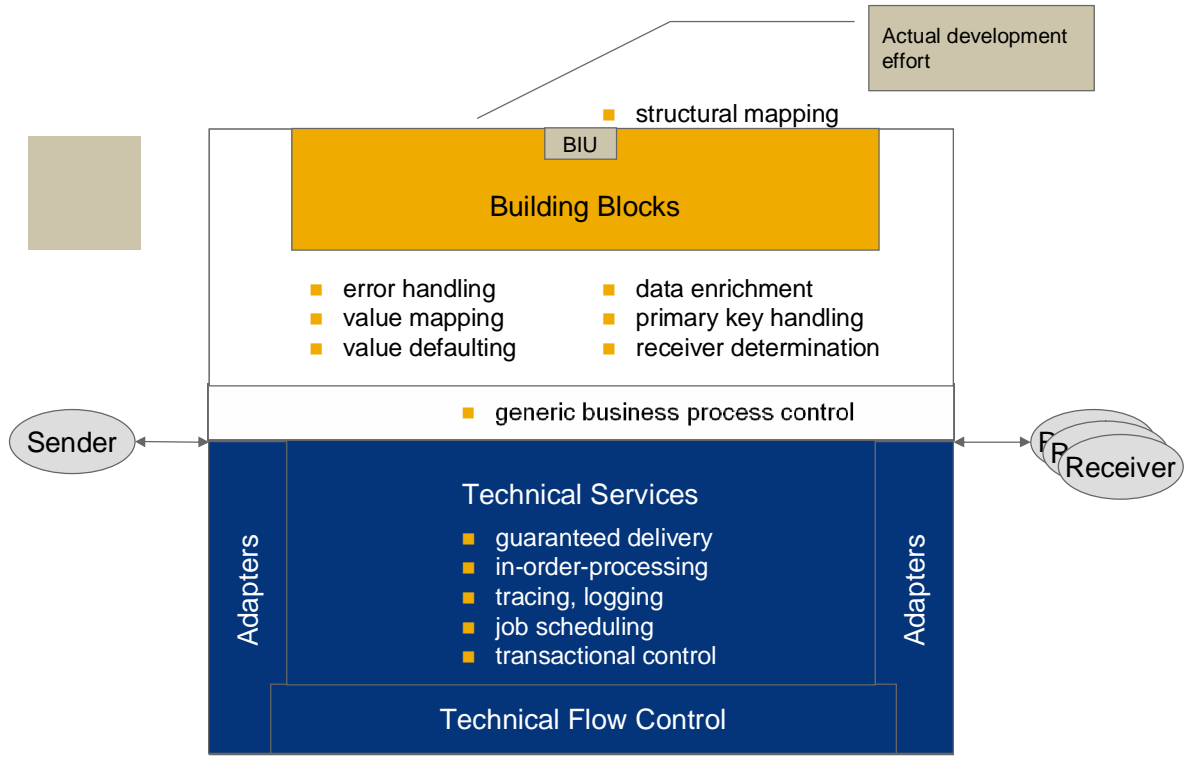 Actual development
effort
structural mapping
BIU
Building Blocks
error handling
value mapping
value defaulting
data enrichment
primary key handling
receiver determination
generic business process control
Sender
Receiver
Technical Services
guaranteed delivery
in-order-processing
tracing, logging
job scheduling
transactional control
Adapters
Adapters
Technical Flow Control